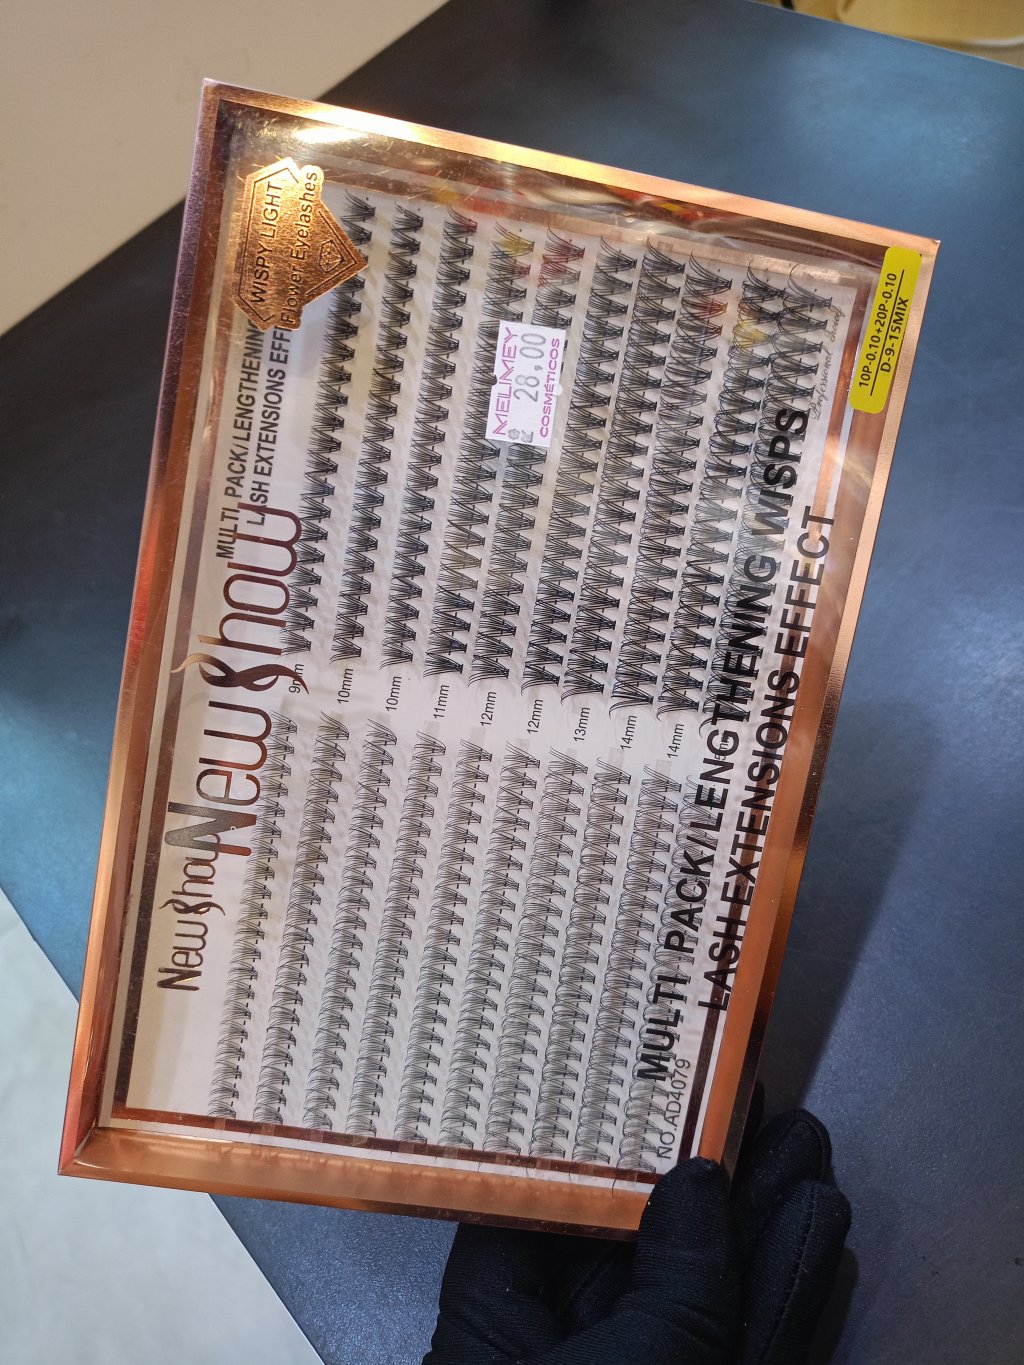 WISPY LIGHT
Flower Eyelashes
MULTI PACK/LENGTHENING
LASH EXTENSIONS EFF
New Show
New Show
MELIMEY
28,00
COSMÉTICOS
10P-0.10+20P-0.10
D-9-15MIX
9mm
10mm
10mm
11mm
12mm
12mm
13mm
14mm
14mm
Professional Beauty
MULTI PACK/LENGTHENING WISPS
LASH EXTENSIONS EFFECT
NO.AD4079